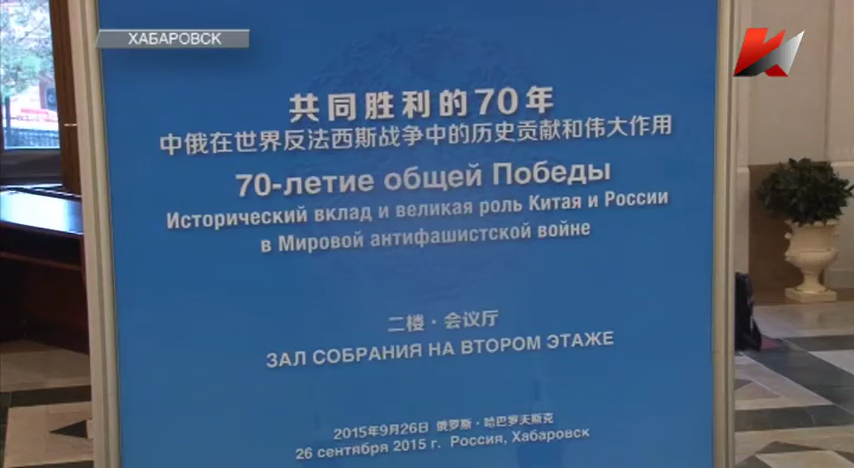 ХАБАРОВСК
共同胜利的70年
中俄在世界反法西斯战争中的历史贡献和伟大作用
70-летие общей Победы
Исторический вклад и великая роль Китая и России
в Мировой антифашистской войне
二楼·会议厅
ЗАЛ СОБРАНИЯ НА ВТОРОМ ЭТАЖЕ
2015年9月26日 俄罗斯·哈巴罗夫斯克
26 сентября 2015 г. Россия, Хабаровск